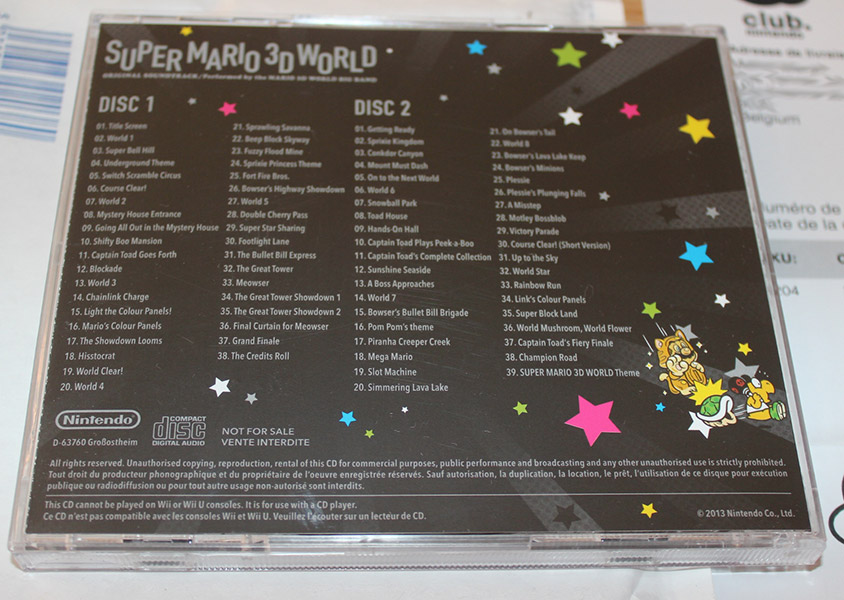 SUPER MARIO 3D WORLD
ORIGINAL SOUNDTRACK/Performed by the MARIO 3D WORLD BIG BAND
DISC 1
01. Title Screen
02. World 1
03. Super Bell Hill
04. Underground Theme
05. Switch Scramble Circus
06. Course Clear!
07. World 2
08. Mystery House Entrance
09. Going All Out in the Mystery House
10. Shifty Boo Mansion
11. Captain Toad Goes Forth
12. Blockade
13. World 3
14. Chainlink Charge
15. Light the Colour Panels!
16. Mario's Colour Panels
17. The Showdown Looms
18. Hisstocrat
19. World Clear!
20. World 4
21. Sprawling Savanna
22. Beep Block Skyway
23. Fuzzy Flood Mine
24. Sprixie Princess Theme
25. Fort Fire Bros.
26. Bowser's Highway Showdown
27. World 5
28. Double Cherry Pass
29. Super Star Sharing
30. Footlight Lane
31. The Bullet Bill Express
32. The Great Tower
33. Meowser
34. The Great Tower Showdown 1
35. The Great Tower Showdown 2
36. Final Curtain for Meowser
37. Grand Finale
38. The Credits Roll
DISC 2
01. Getting Ready
02. Sprixie Kingdom
03. Conkdor Canyon
04. Mount Must Dash
05. On to the Next World
06. World 6
07. Snowball Park
08. Toad House
09. Hands-On Hall
10. Captain Toad Plays Peek-a-Boo
11. Captain Toad's Complete Collection
12. Sunshine Seaside
13. A Boss Approaches
14. World 7
15. Bowser's Bullet Bill Brigade
16. Pom Pom's theme
17. Piranha Creeper Creek
18. Mega Mario
19. Slot Machine
20. Simmering Lava Lake
21. On Bowser's Tail
22. World 8
23. Bowser's Lava Lake Keep
24. Bowser's Minions
25. Plessie
26. Plessie's Plunging Falls
27. A Misstep
28. Motley Bossblob
29. Victory Parade
30. Course Clear! (Short Version)
31. Up to the Sky
32. World Star
33. Rainbow Run
34. Link's Colour Panels
35. Super Block Land
36. World Mushroom, World Flower
37. Captain Toad's Fiery Finale
38. Champion Road
39. SUPER MARIO 3D WORLD Theme
Nintendo
D-63760 Großostheim
COMPACT
disc
DIGITAL AUDIO
NOT FOR SALE
VENTE INTERDITE
All rights reserved. Unauthorised copying, reproduction, rental of this CD for commercial purposes, public performance and broadcasting and any other unauthorised use is strictly prohibited.
Tout droit du producteur phonographique et du propriétaire de l'oeuvre enregistrée réservés. Sauf autorisation, la duplication, la location, le prêt, l'utilisation de ce disque pour exécution
publique ou radiodiffusion ou pour tout autre usage non-autorisé sont interdits.
This CD cannot be played on Wii or Wii U consoles. It is for use with a CD player.
Ce CD n'est pas compatible avec les consoles Wii et Wii U. Veuillez l'écouter sur un lecteur de CD.
© 2013 Nintendo Co., Ltd.
club.
nintendo
Adresse de
Belgium
uméro de
ate de la
KU:
204